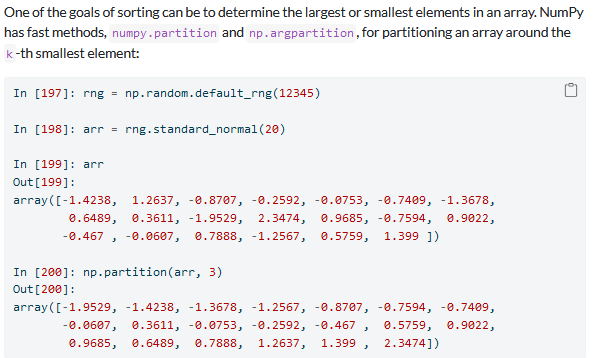 One of the goals of sorting can be to determine the largest or smallest elements in an array. NumPy
has fast methods, numpy.partition and np.argpartition, for partitioning an array around the
k-th smallest element:
In [197]: rng = np.random.default_rng(12345)
In [198]: arr = rng.standard_normal(20)
In [199]: arr
Out[199]:
array([-1.4238,  1.2637, -0.8707, -0.2592, -0.0753, -0.7409, -1.3678,
        0.6489,  0.3611, -1.9529,  2.3474,  0.9685, -0.7594,  0.9022,
       -0.467 , -0.0607,  0.7888, -1.2567,  0.5759,  1.399 ])
In [200]: np.partition(arr, 3)
Out[200]:
array([-1.9529, -1.4238, -1.3678, -1.2567, -0.8707, -0.7594, -0.7409,
       -0.0607,  0.3611, -0.0753, -0.2592, -0.467 ,  0.5759,  0.9022,
        0.9685,  0.6489,  0.7888,  1.2637,  1.399 ,  2.3474])